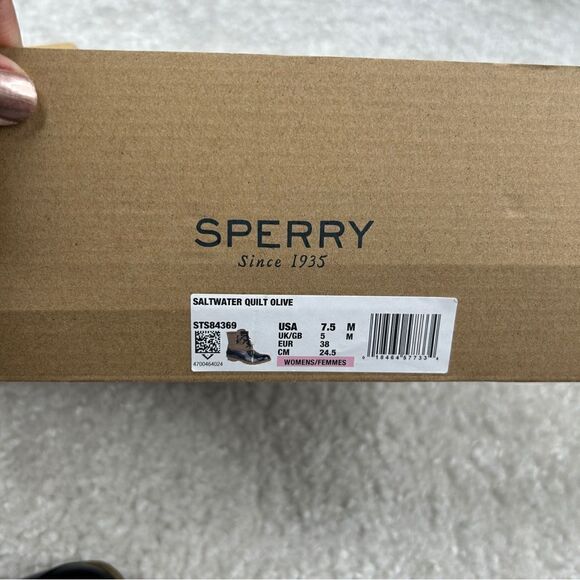 SPERRY
Since 1935
SALTWATER QUILT OLIVE
STS84369
4700464024
USA 7.5 M
UK/GB 5 M
EUR 38
CM 24.5
WOMENS/FEMMES